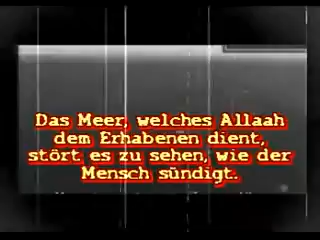 Das Meer, welches Allaah
dem Erhabenen dient,
stört es zu sehen, wie der
Mensch sündigt.